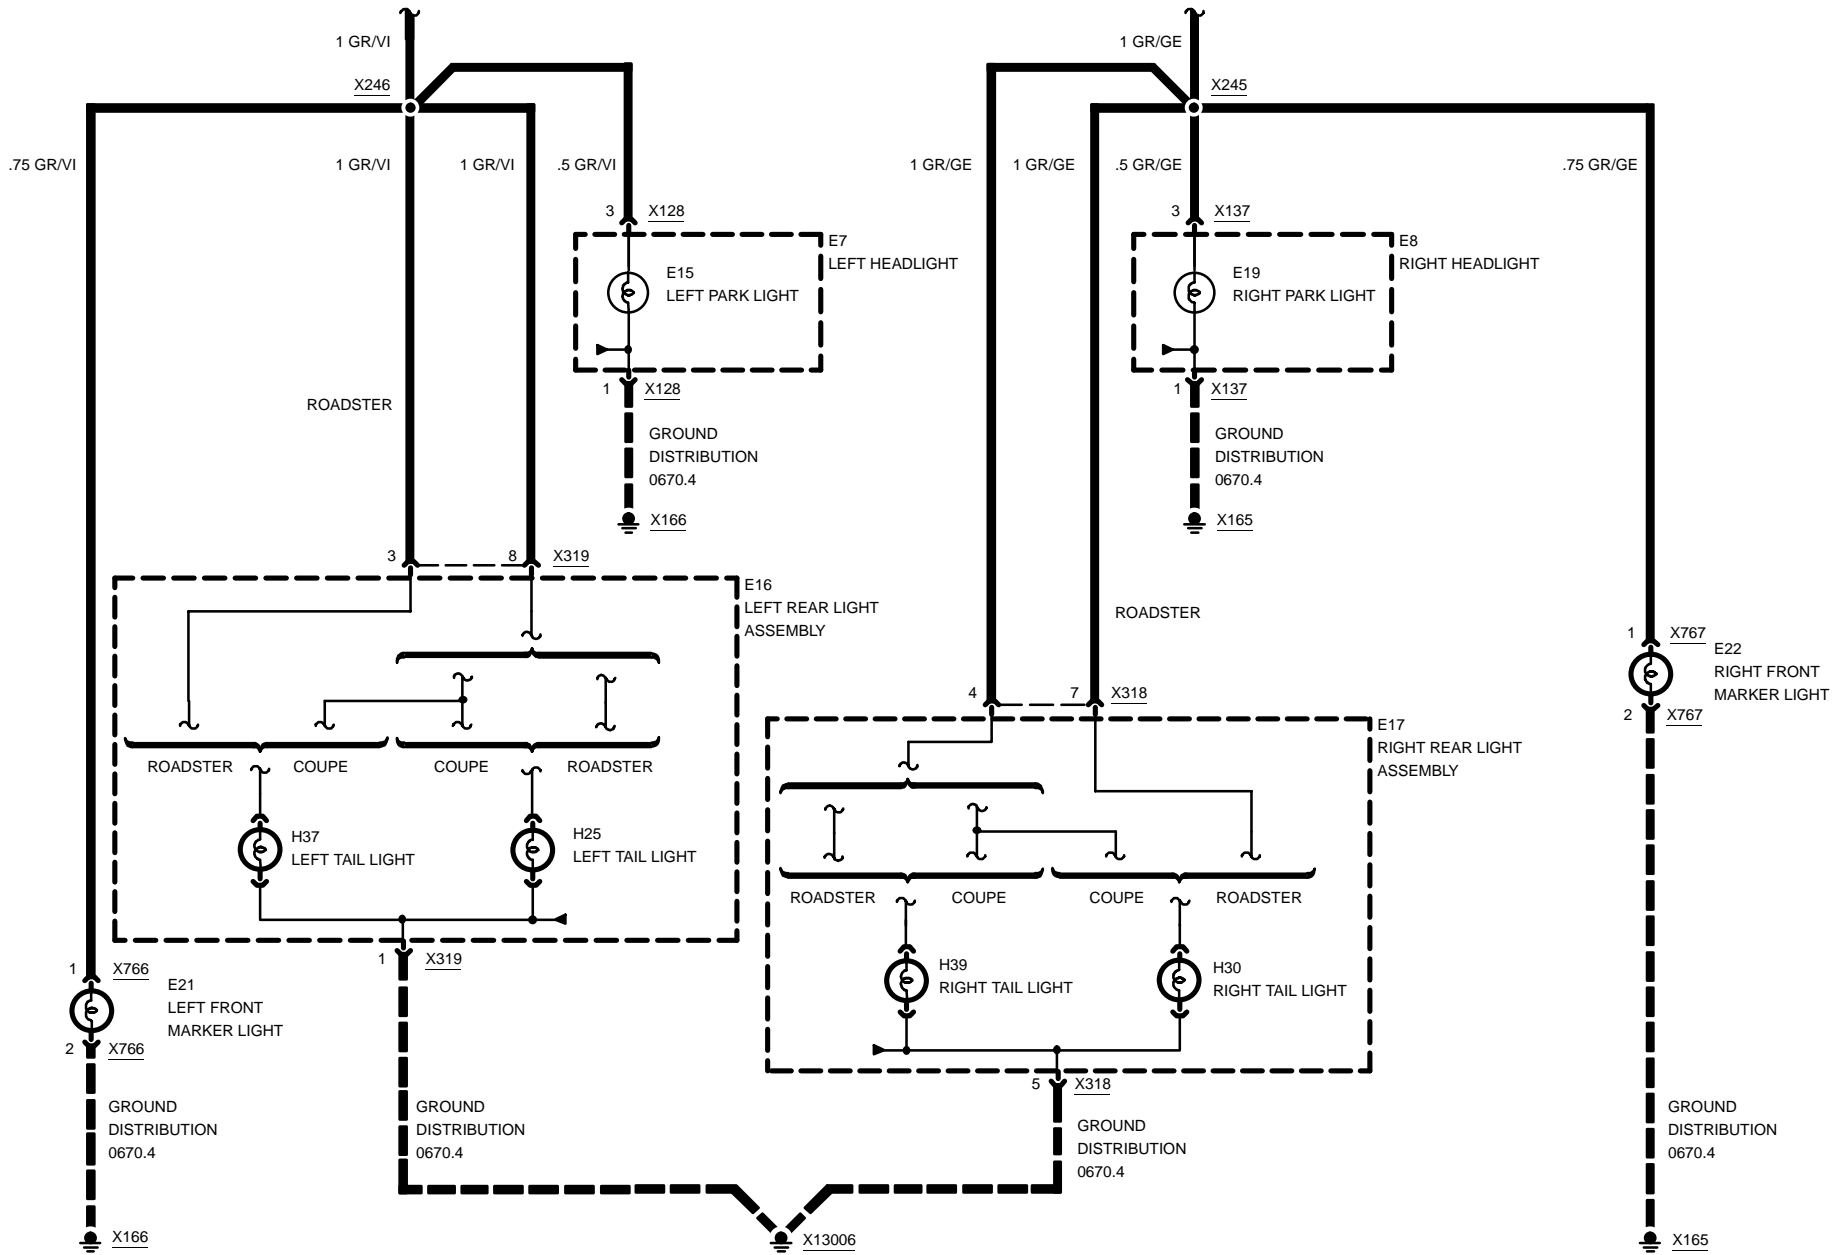 1 GR/VI
1 GR/GE
X246
X245
.75 GR/VI
1 GR/VI
1 GR/VI
.5 GR/VI
1 GR/GE
1 GR/GE
.5 GR/GE
.75 GR/GE
3
X128
3
X137
E7
LEFT HEADLIGHT
E8
RIGHT HEADLIGHT
E15
LEFT PARK LIGHT
E19
RIGHT PARK LIGHT
1
X128
1
X137
ROADSTER
GROUND
DISTRIBUTION
0670.4
GROUND
DISTRIBUTION
0670.4
X166
X165
3
8
X319
E16
LEFT REAR LIGHT
ASSEMBLY
ROADSTER
1
X767
E22
RIGHT FRONT
MARKER LIGHT
2
X767
4
7
X318
E17
RIGHT REAR LIGHT
ASSEMBLY
ROADSTER
COUPE
COUPE
ROADSTER
H37
LEFT TAIL LIGHT
H25
LEFT TAIL LIGHT
ROADSTER
COUPE
COUPE
ROADSTER
1
X319
H39
RIGHT TAIL LIGHT
H30
RIGHT TAIL LIGHT
1
X766
E21
LEFT FRONT
MARKER LIGHT
2
X766
5
X318
GROUND
DISTRIBUTION
0670.4
GROUND
DISTRIBUTION
0670.4
GROUND
DISTRIBUTION
0670.4
GROUND
DISTRIBUTION
0670.4
X166
X13006
X165